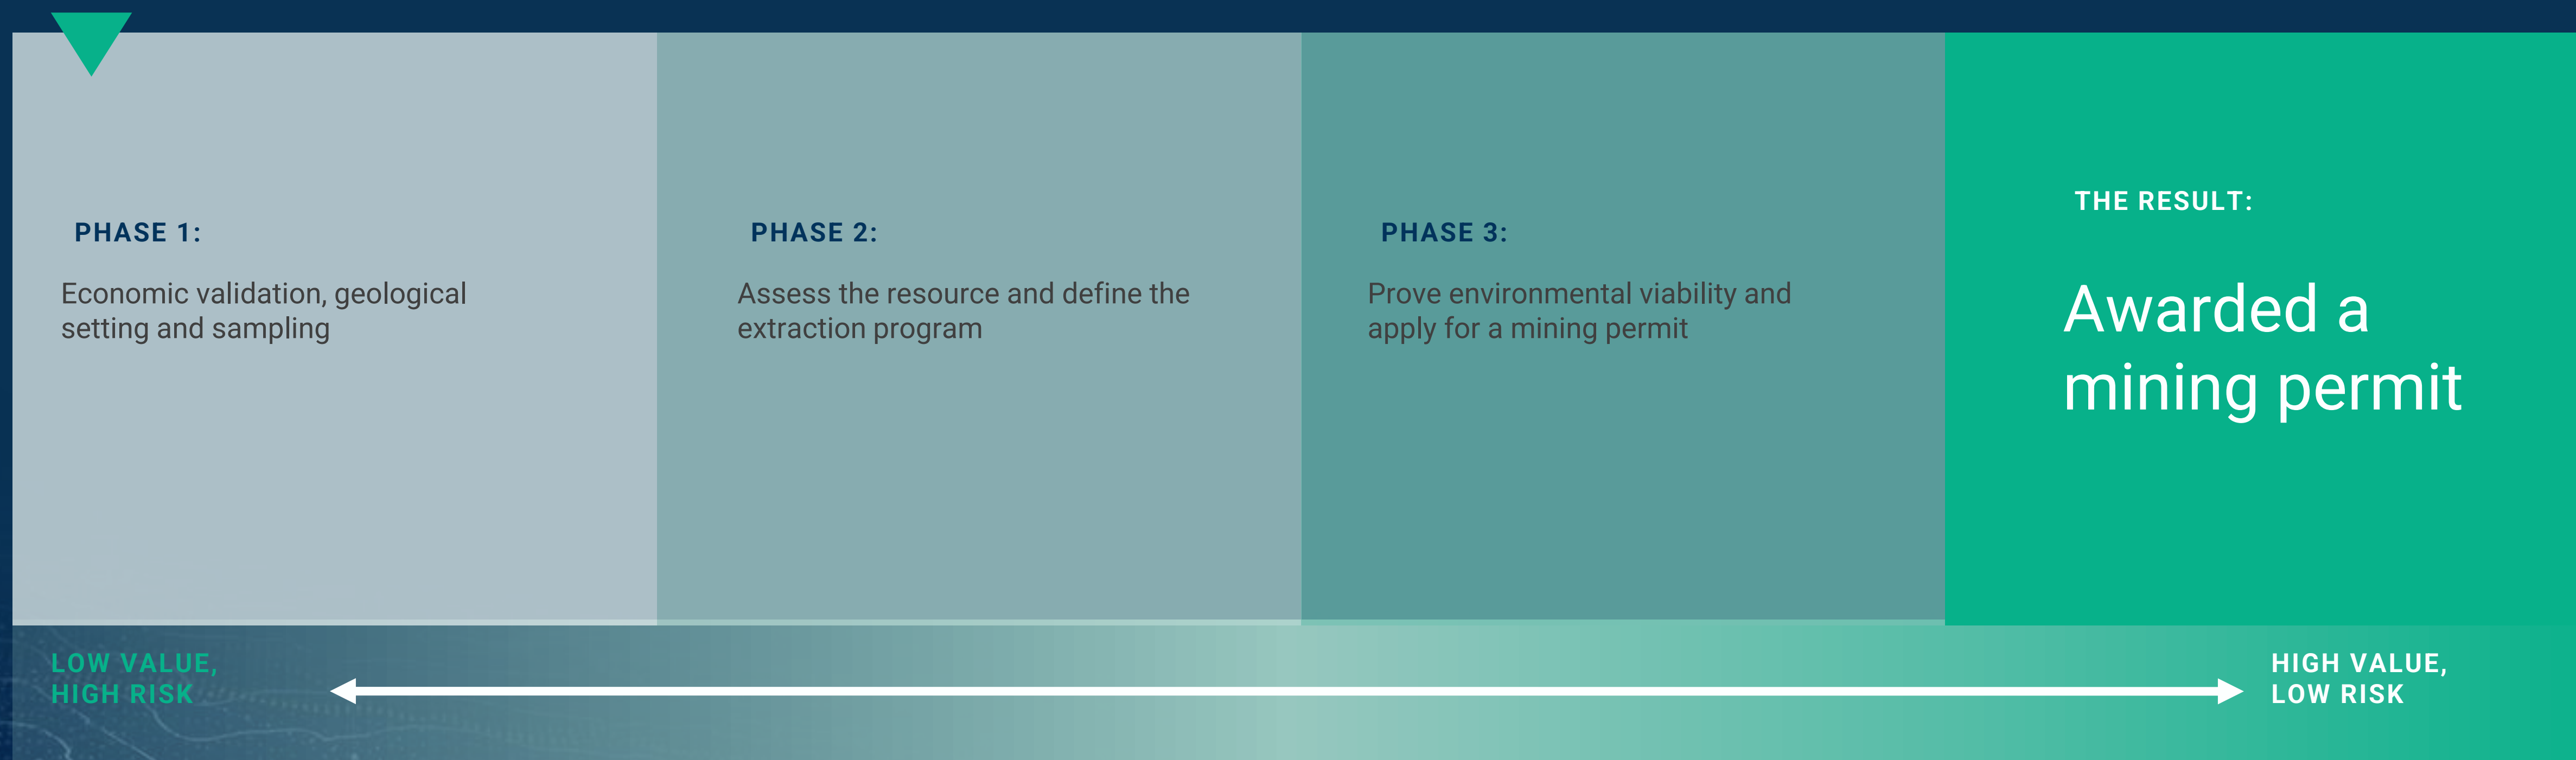 PHASE 1:
Economic validation, geological
setting and sampling
PHASE 2:
Assess the resource and define the
extraction program
PHASE 3:
Prove environmental viability and
apply for a mining permit
THE RESULT:
Awarded a
mining permit
LOW VALUE,
HIGH RISK
HIGH VALUE,
LOW RISK